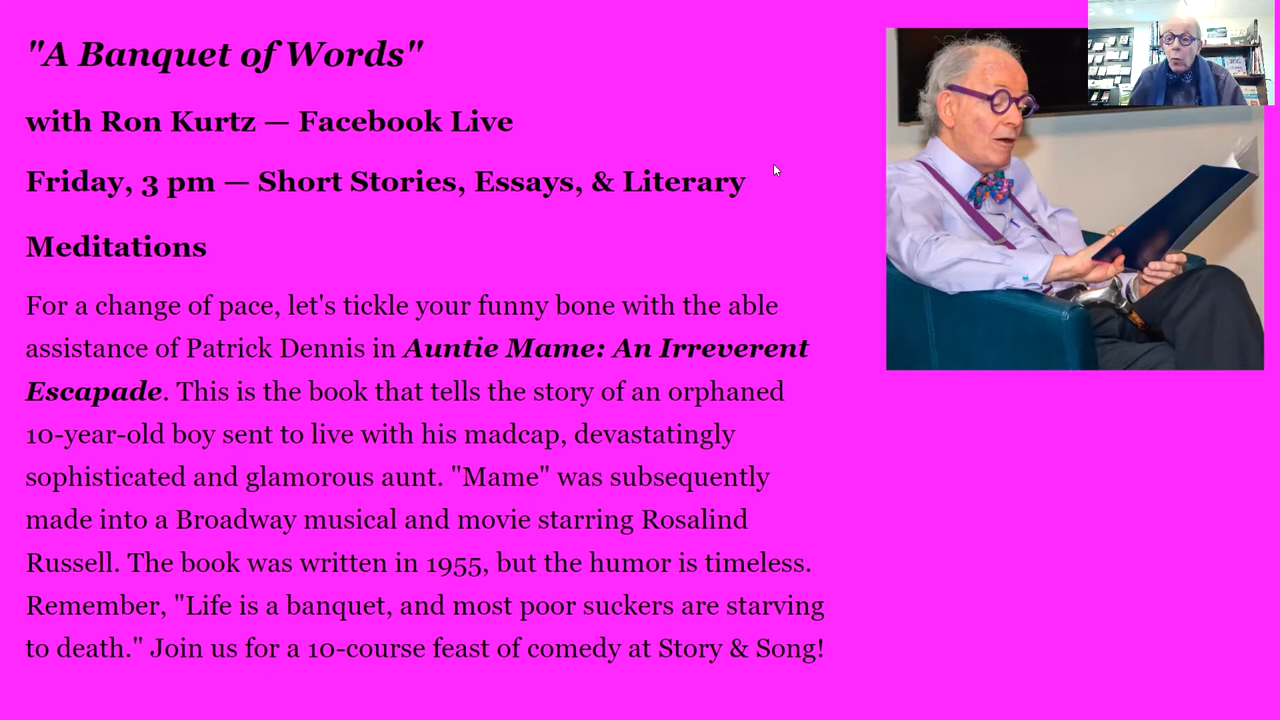 "A Banquet of Words"
with Ron Kurtz — Facebook Live
Friday, 3 pm — Short Stories, Essays, & Literary
Meditations
For a change of pace, let's tickle your funny bone with the able
assistance of Patrick Dennis in Auntie Mame: An Irreverent
Escapade. This is the book that tells the story of an orphaned
10-year-old boy sent to live with his madcap, devastatingly
sophisticated and glamorous aunt. "Mame" was subsequently
made into a Broadway musical and movie starring Rosalind
Russell. The book was written in 1955, but the humor is timeless.
Remember, "Life is a banquet, and most poor suckers are starving
to death." Join us for a 10-course feast of comedy at Story & Song!